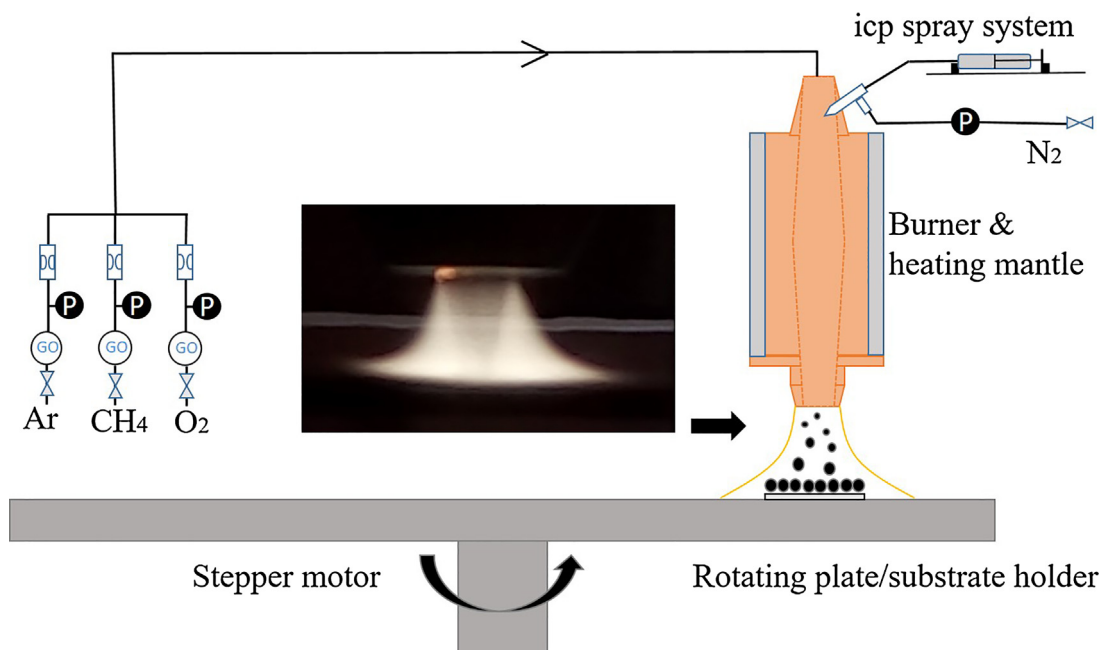 icp spray system
P
N2
Burner &
heating mantle
P
P
P
GO
GO
GO
Ar
CH4
O2
Stepper motor
Rotating plate/substrate holder